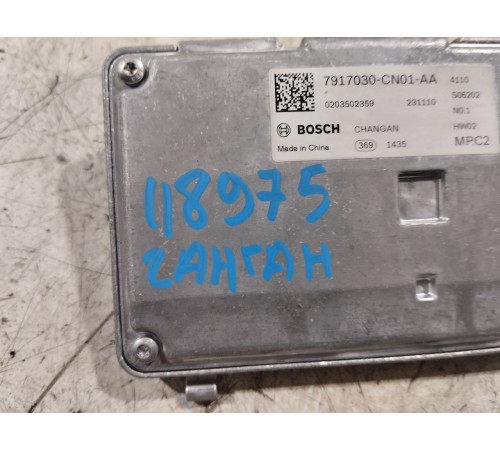 7917030-CN01-AA 4110
S06202
0203502359 231110
N0.1
BOSCH CHANGAN HW02
Made in China 369 1435 MPC2
118975
ЧАНГАН